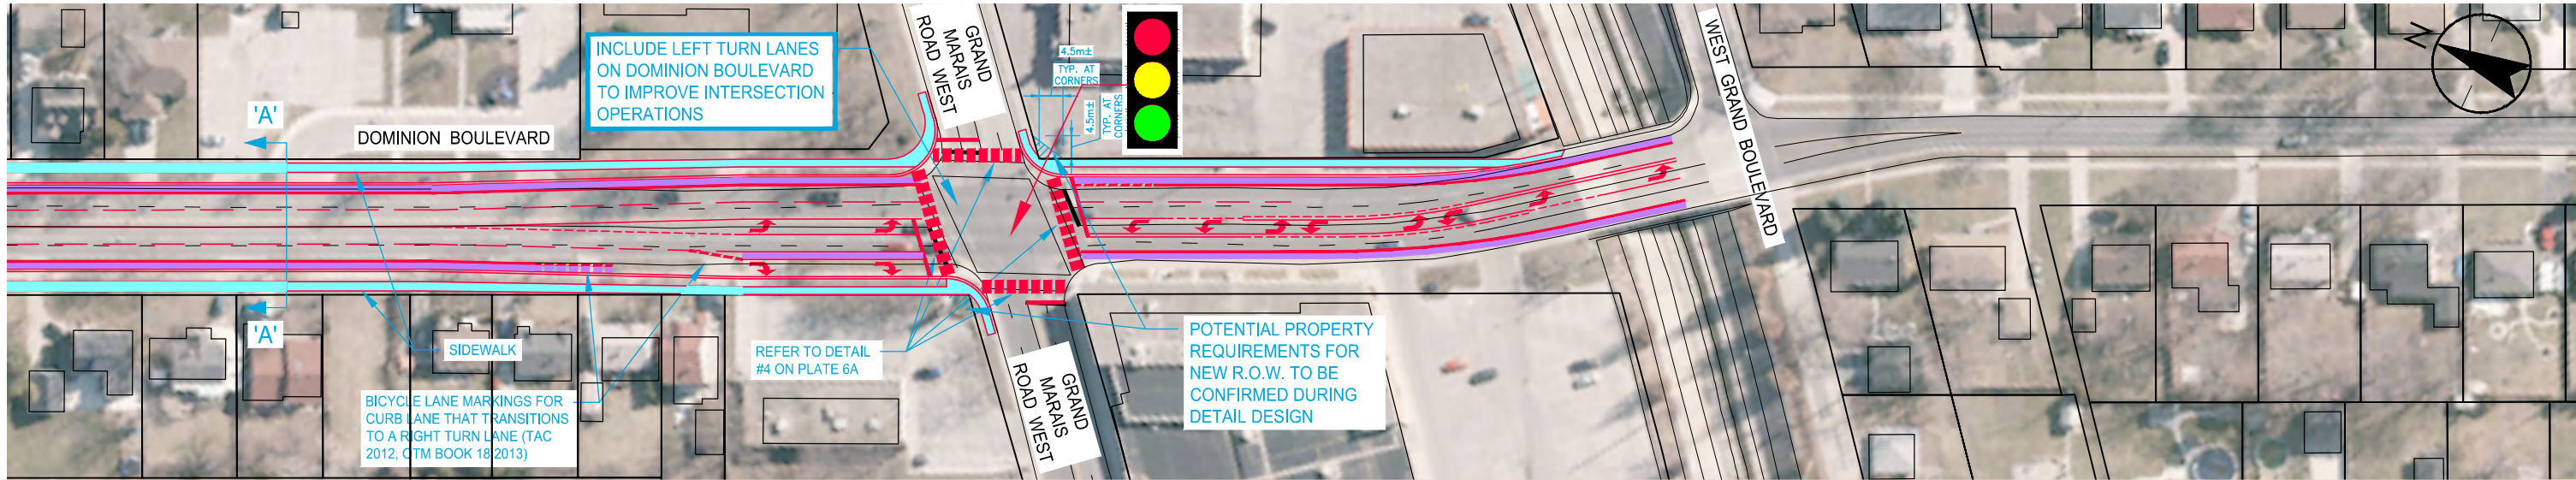 INCLUDE LEFT TURN LANES
ON DOMINION BOULEVARD
TO IMPROVE INTERSECTION
OPERATIONS
'A'
DOMINION BOULEVARD
GRAND
MARAIS
ROAD WEST
4.5m±
TYP. AT
CORNERS
4.5m±
TYP. AT
CORNERS
WEST GRAND BOULEVARD
N
'A'
SIDEWALK
BICYCLE LANE MARKINGS FOR
CURB LANE THAT TRANSITIONS
TO A RIGHT TURN LANE (TAC
2012, OTM BOOK 18 2013)
REFER TO DETAIL
#4 ON PLATE 6A
GRAND
MARAIS
ROAD WEST
POTENTIAL PROPERTY
REQUIREMENTS FOR
NEW R.O.W. TO BE
CONFIRMED DURING
DETAIL DESIGN